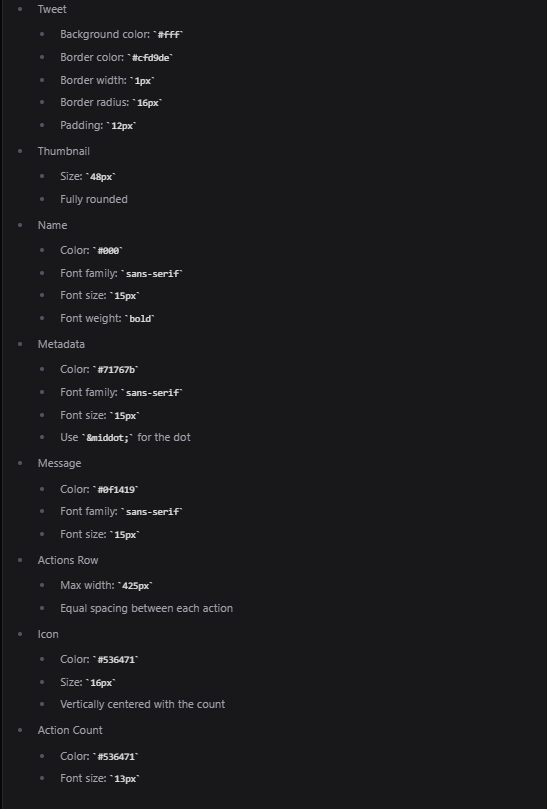 Tweet
Background color: `#fff`
Border color: `#cfd9de`
Border width: `1px`
Border radius: `16px`
Padding: `12px`
Thumbnail
Size: `48px`
Fully rounded
Name
Color: `#000`
Font family: `sans-serif`
Font size: `15px`
Font weight: `bold`
Metadata
Color: `#71767b`
Font family: `sans-serif`
Font size: `15px`
Use `&middot;` for the dot
Message
Color: `#0f1419`
Font family: `sans-serif`
Font size: `15px`
Actions Row
Max width: `425px`
Equal spacing between each action
Icon
Color: `#536471`
Size: `16px`
Vertically centered with the count
Action Count
Color: `#536471`
Font size: `13px`